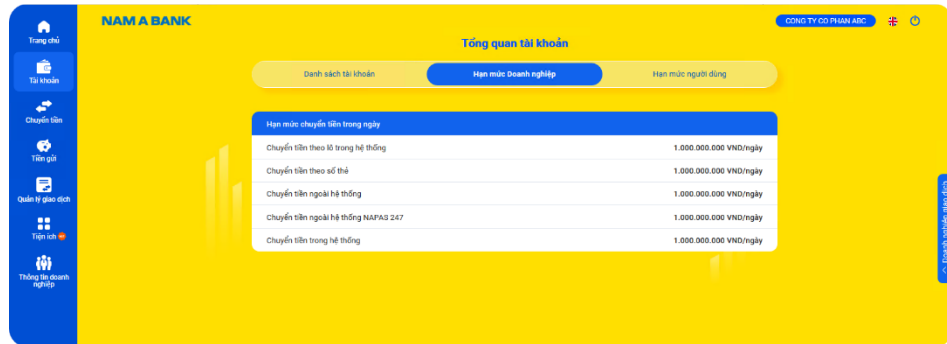 NAM A BANK
CONG TY CO PHAN ABC
Trang chủ
Tài khoản
Chuyển tiền
Tiền gửi
Quản lý giao dịch
Tiện ích
Thông tin doanh
nghiệp
Tổng quan tài khoản
Danh sách tài khoản
Hạn mức Doanh nghiệp
Hạn mức người dùng
Hạn mức chuyển tiền trong ngày
Chuyển tiền theo lô trong hệ thống 1.000.000.000 VND/ngày
Chuyển tiền theo số thẻ 1.000.000.000 VND/ngày
Chuyển tiền ngoài hệ thống 1.000.000.000 VND/ngày
Chuyển tiền ngoài hệ thống NAPAS 247 1.000.000.000 VND/ngày
Chuyển tiền trong hệ thống 1.000.000.000 VND/ngày
Doanh nghiệp giao dịch